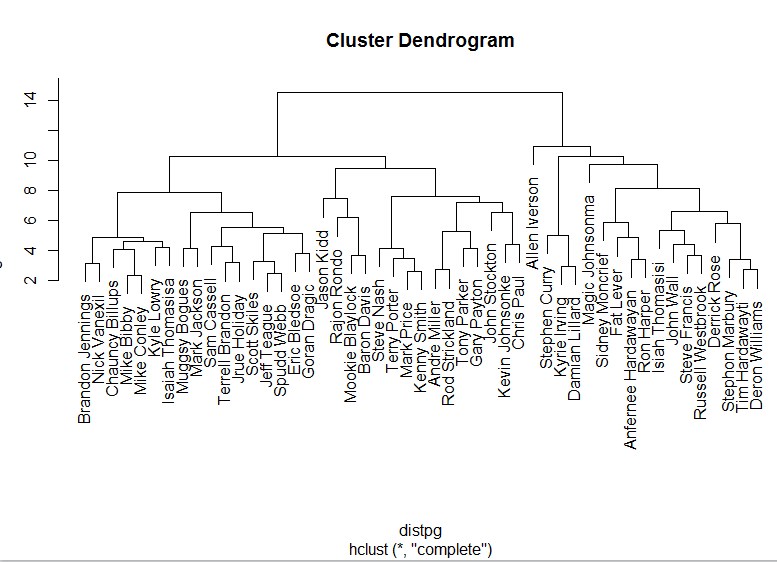 Cluster Dendrogram
14
10
8
6
4
2
Brandon Jennings
Nick Vanexil
Chauncy Billups
Mike Bibby
Mike Conley
Kyle Lowry
Isaiah Thomasisa
Muggsy Bogues
Mark Jackson
Sam Cassell
Terrell Brandon
Jrue Holiday
Scott Skiles
Jeff Teague
Spudd Webb
Eric Bledsoe
Goran Dragic
Jason Kidd
Rajon Rondo
Mookie Blaylock
Baron Davis
Steve Nash
Terry Porter
Mark Price
Kenny Smith
Andre Miller
Rod Strickland
Tony Parker
Gary Payton
John Stockton
Kevin Johnsonke
Chris Paul
Allen Iverson
Stephen Curry
Kyrie Irving
Damian Lillard
Magic Johnsonma
Sidney Moncrief
Fat Lever
Anfernee Hardawayan
Ron Harper
Isiah Thomasisi
John Wall
Steve Francis
Russell Westbrook
Derrick Rose
Stephon Marbury
Tim Hardawayti
Deron Williams
distpg
hclust (*, "complete")